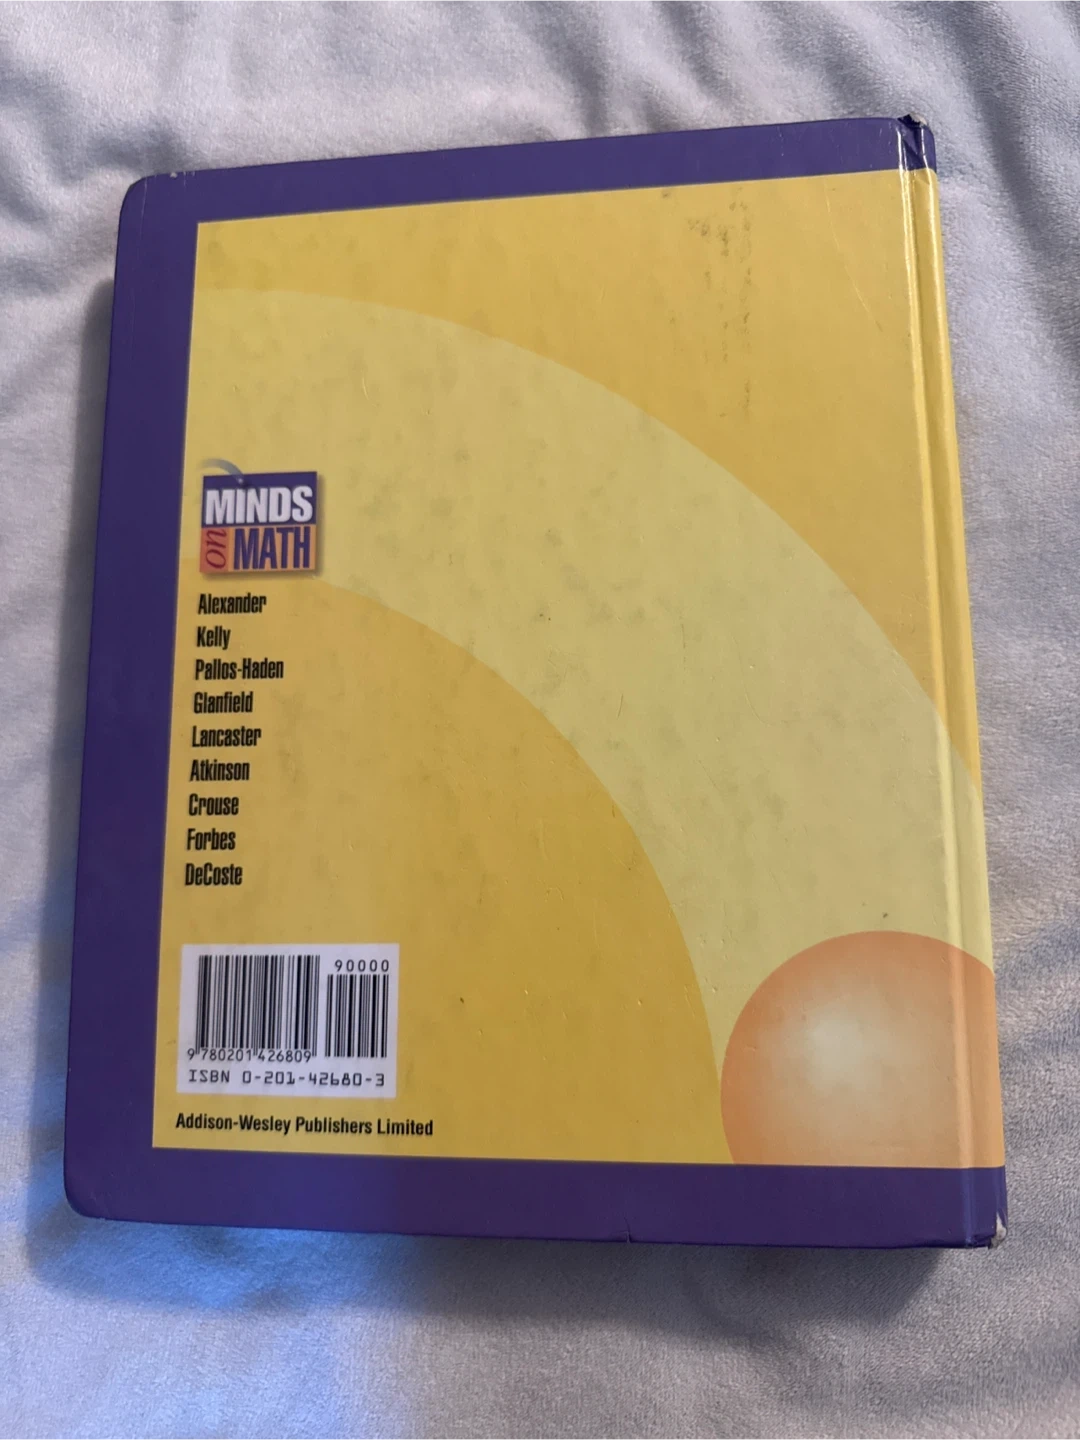 MINDS
on MATH
Alexander
Kelly
Pallos-Haden
Glanfield
Lancaster
Atkinson
Crouse
Forbes
DeCoste
90000
9 780201 426809
ISBN 0-201-42680-3
Addison-Wesley Publishers Limited